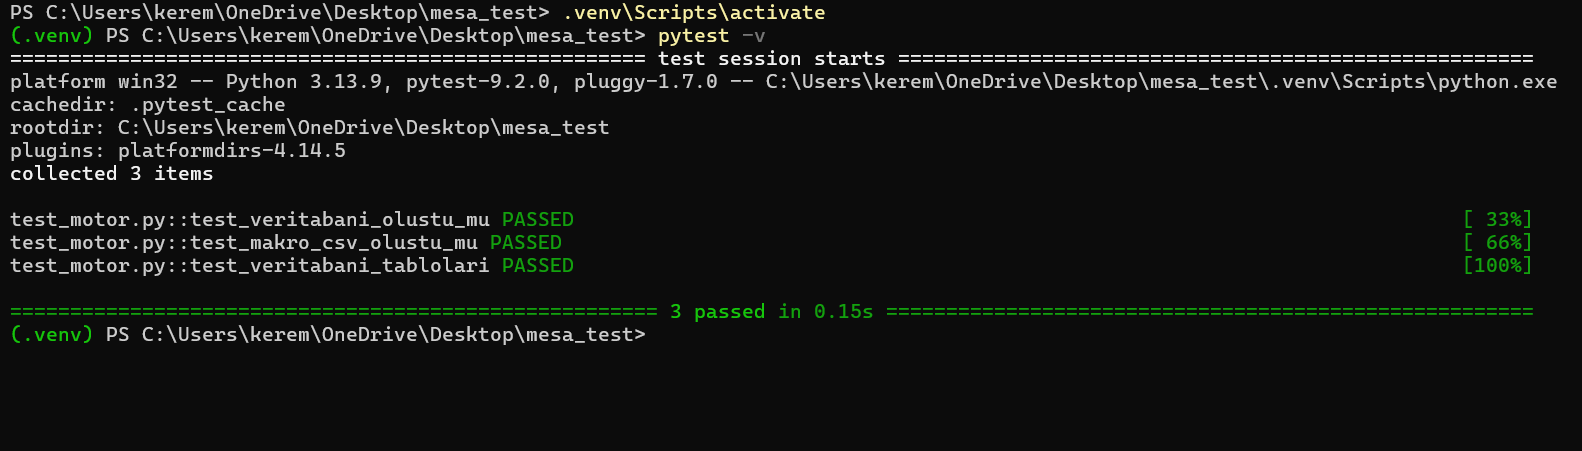 PS C:\Users\kerem\OneDrive\Desktop\mesa_test> .venv\Scripts\activate
(.venv) PS C:\Users\kerem\OneDrive\Desktop\mesa_test> pytest -v
===================================================== test session starts =====================================================
platform win32 -- Python 3.13.9, pytest-9.2.0, pluggy-1.7.0 -- C:\Users\kerem\OneDrive\Desktop\mesa_test\.venv\Scripts\python.exe
cachedir: .pytest_cache
rootdir: C:\Users\kerem\OneDrive\Desktop\mesa_test
plugins: platformdirs-4.14.5
collected 3 items
test_motor.py::test_veritabani_olustu_mu PASSED [ 33%]
test_motor.py::test_makro_csv_olustu_mu PASSED [ 66%]
test_motor.py::test_veritabani_tablolari PASSED [100%]
====================================================== 3 passed in 0.15s ======================================================
(.venv) PS C:\Users\kerem\OneDrive\Desktop\mesa_test>